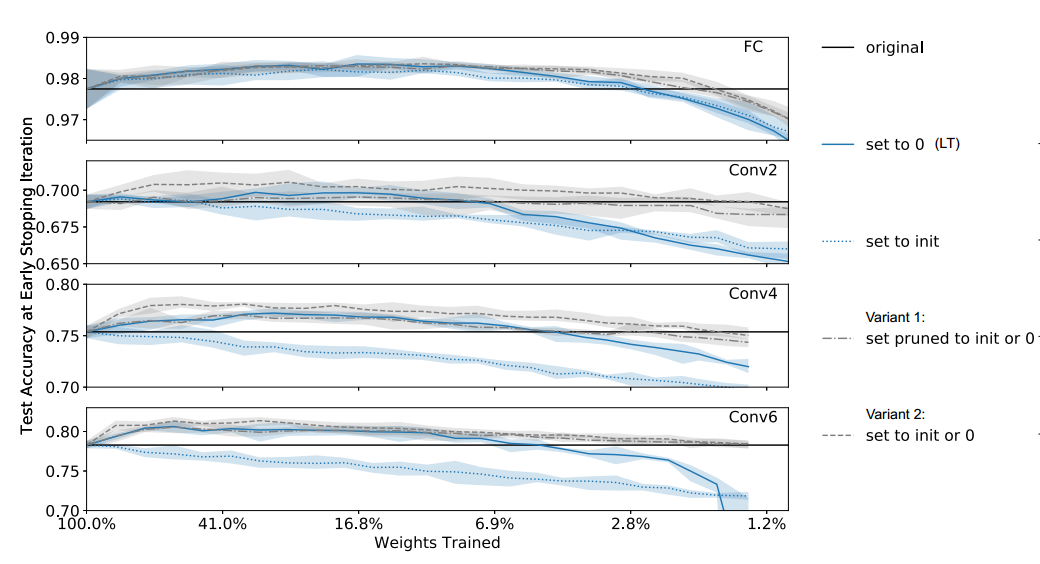 0.99
FC
original
0.98
0.97
Test Accuracy at Early Stopping Iteration
Conv2
set to 0 (LT)
0.700
0.675
0.650
set to init
0.80
Conv4
0.75
Variant 1:
set pruned to init or 0
0.70
Conv6
Variant 2:
set to init or 0
0.80
0.75
0.70
100.0% 41.0% 16.8% 6.9% 2.8% 1.2%
Weights Trained